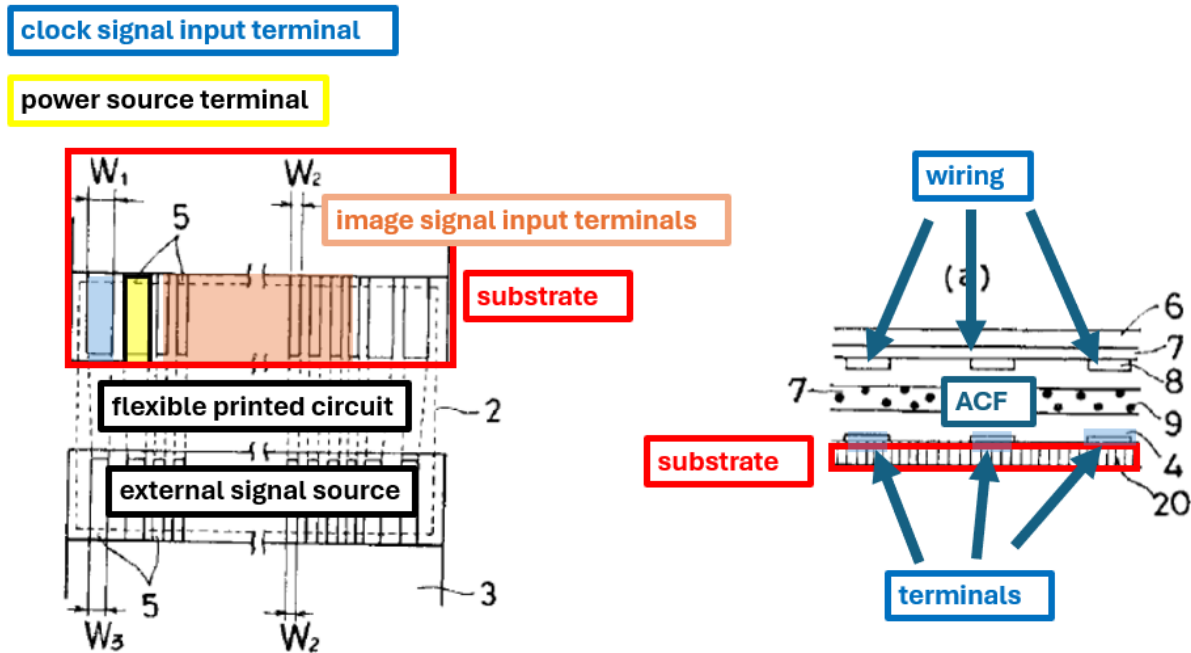 clock signal input terminal
power source terminal
W1
W2
5
image signal input terminals
substrate
flexible printed circuit
2
external signal source
5
3
W3
W2
wiring
(a)
6
7
8
7
ACF
9
substrate
4
20
terminals